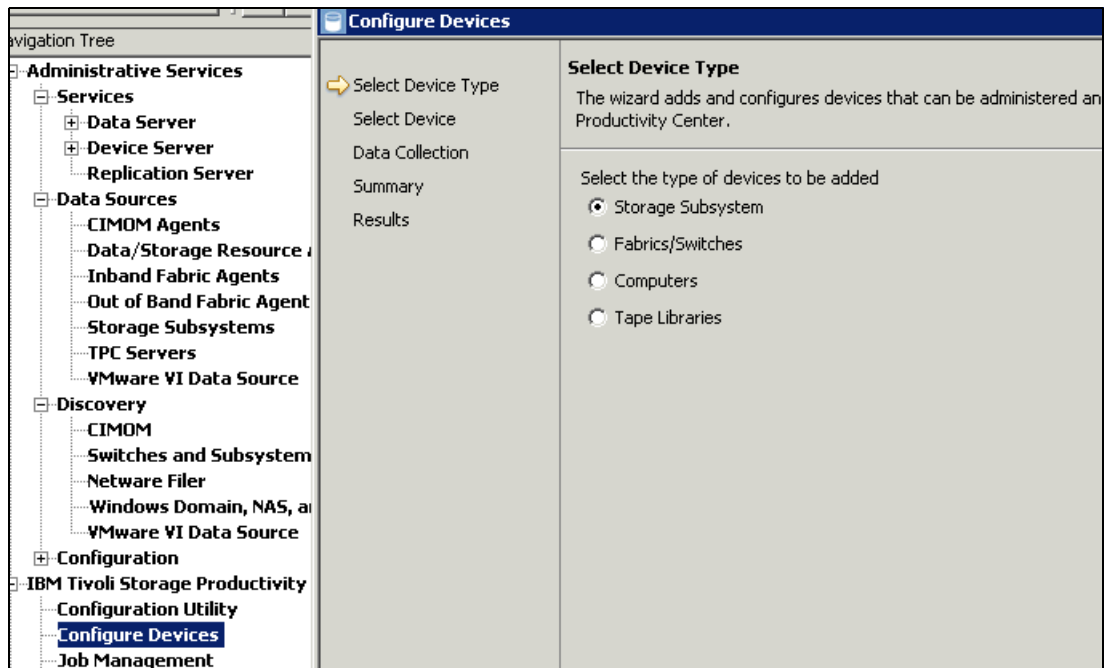 avigation Tree
Administrative Services
Services
Data Server
Device Server
Replication Server
Data Sources
CIMOM Agents
Data/Storage Resource
Inband Fabric Agents
Out of Band Fabric Agent
Storage Subsystems
TPC Servers
VMware VI Data Source
Discovery
CIMOM
Switches and Subsystem
Netware Filer
Windows Domain, NAS, a
VMware VI Data Source
Configuration
IBM Tivoli Storage Productivity
Configuration Utility
Configure Devices
Job Management
Configure Devices
Select Device Type
Select Device
Data Collection
Summary
Results
Select Device Type
The wizard adds and configures devices that can be administered an
Productivity Center.
Select the type of devices to be added
Storage Subsystem
Fabrics/Switches
Computers
Tape Libraries